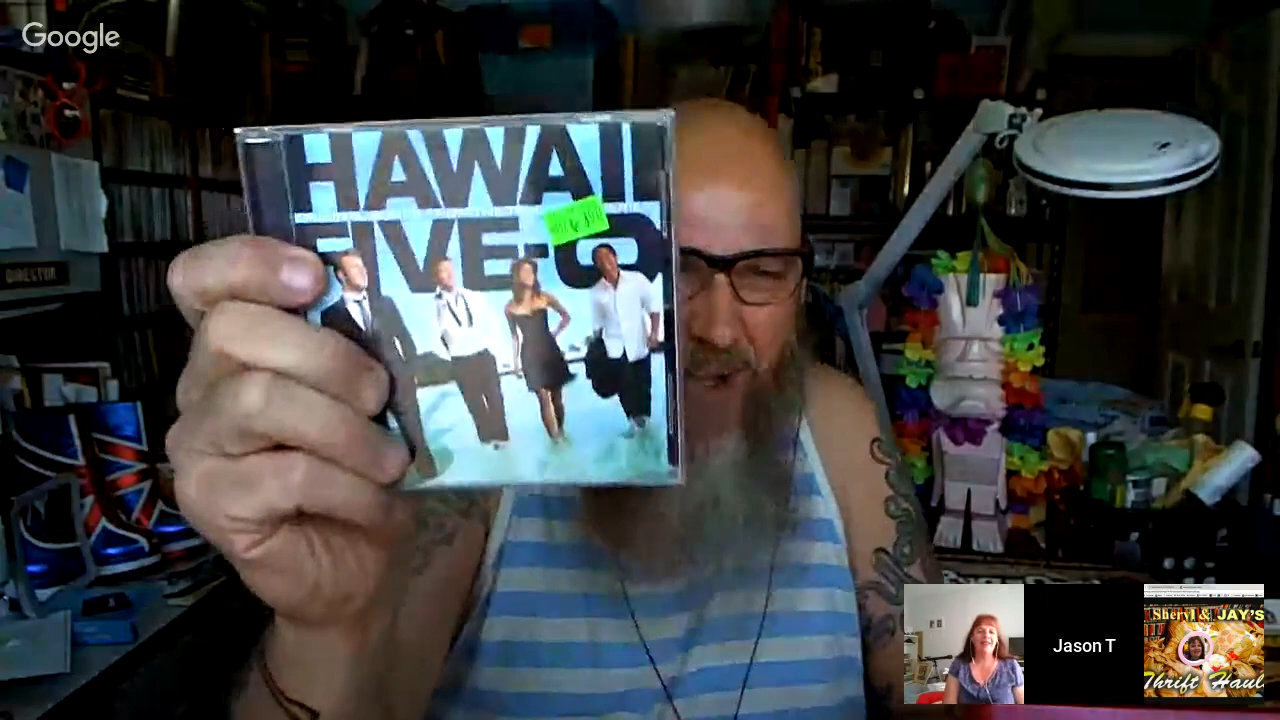 Google
HAWAII
FIVE-O
DIRECTOR
Jason T
Sheryl & JAY'S
Thrift Haul